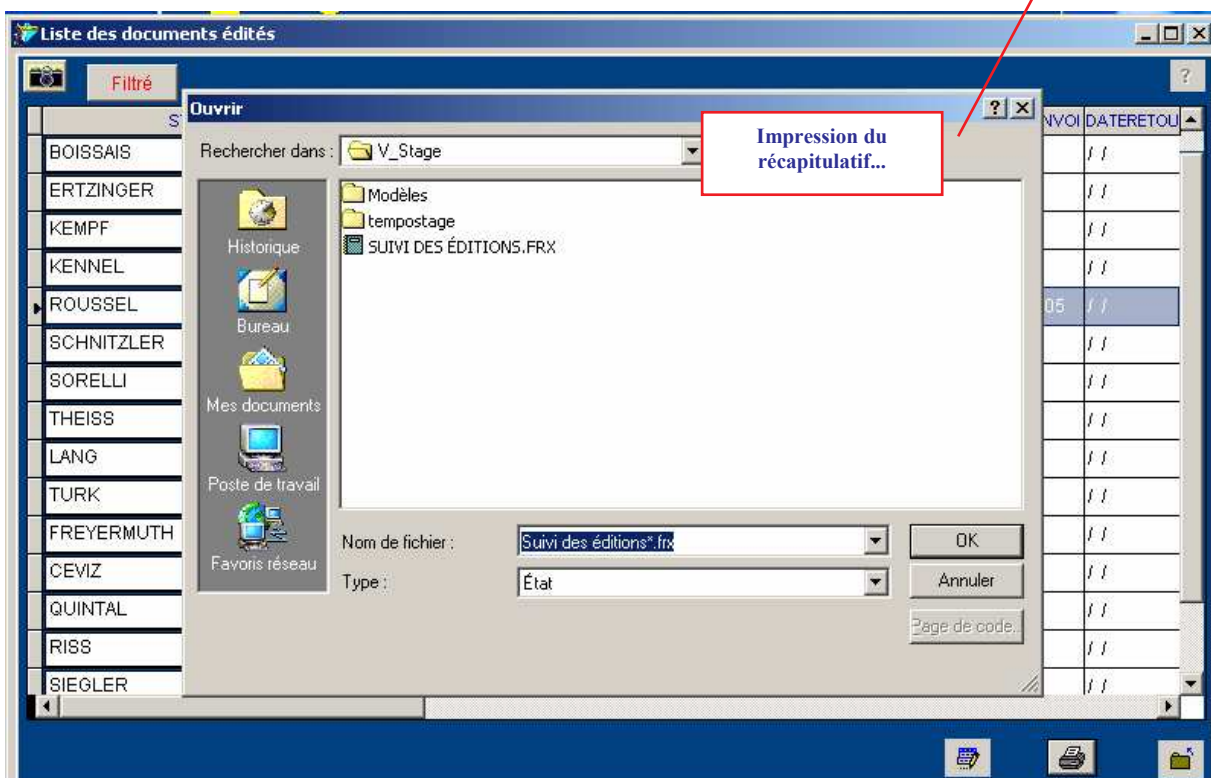 Liste des documents édités
Filtré
?
Ouvrir
Rechercher dans :
V_Stage
Impression du
récapitulatif...
NVOI
DATERETOU
BOISSAIS
/ /
ERTZINGER
/ /
KEMPF
/ /
KENNEL
/ /
ROUSSEL
05
/ /
SCHNITZLER
/ /
SORELLI
/ /
THEISS
/ /
LANG
/ /
TURK
/ /
FREYERMUTH
/ /
CEVIZ
/ /
QUINTAL
/ /
RISS
/ /
SIEGLER
/ /
Historique
Bureau
Mes documents
Poste de travail
Favoris réseau
Modèles
tempostage
SUIVI DES ÉDITIONS.FRX
Nom de fichier :
Suivi des éditions*.frx
OK
Type :
État
Annuler
Page de code...